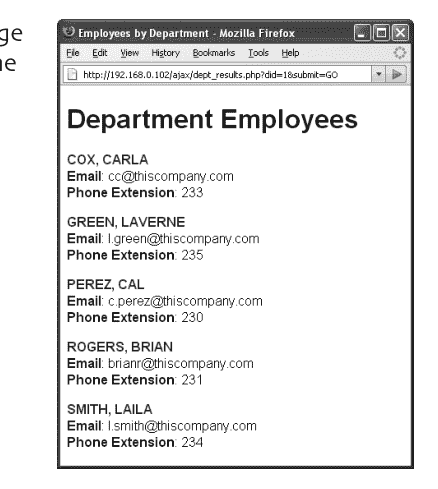 ge
ne
Employees by Department - Mozilla Firefox
File Edit View History Bookmarks Tools Help
http://192.168.0.102/ajax/dept_results.php?did=1&submit=GO
Department Employees
COX, CARLA
Email: cc@thiscompany.com
Phone Extension: 233
GREEN, LAVERNE
Email: l.green@thiscompany.com
Phone Extension: 235
PEREZ, CAL
Email: c.perez@thiscompany.com
Phone Extension: 230
ROGERS, BRIAN
Email: brianr@thiscompany.com
Phone Extension: 231
SMITH, LAILA
Email: l.smith@thiscompany.com
Phone Extension: 234